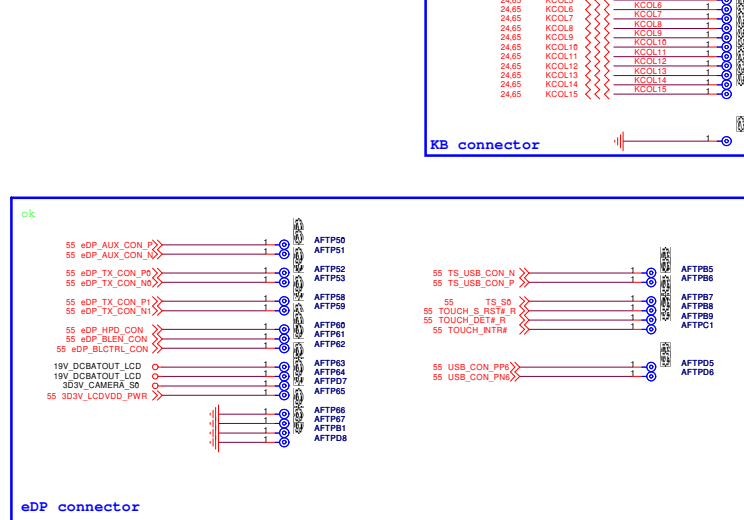 24,65 KCOL6 KCOL6 1
24,65 KCOL7 KCOL7
24,65 KCOL8 KCOL8 1
24,65 KCOL9 KCOL9 1
24,65 KCOL10 KCOL10 1
24,65 KCOL11 KCOL11 1
24,65 KCOL12 KCOL12 1
24,65 KCOL13 KCOL13 1
24,65 KCOL14 KCOL14 1
24,65 KCOL15 KCOL15 1
1
KB connector
ok
55 eDP_AUX_CON_P 1 AFTP50
55 eDP_AUX_CON_N 1 AFTP51
55 eDP_TX_CON_P0 1 AFTP52
55 eDP_TX_CON_N0 1 AFTP53
55 eDP_TX_CON_P1 1 AFTP58
55 eDP_TX_CON_N1 1 AFTP59
55 eDP_HPD_CON 1 AFTP60
55 eDP_BLEN_CON 1 AFTP61
55 eDP_BLCTRL_CON 1 AFTP62
19V_DCBATOUT_LCD 1 AFTP63
19V_DCBATOUT_LCD 1 AFTP64
3D3V_CAMERA_S0 1 AFTPD7
55 3D3V_LCDVDD_PWR 1 AFTP65
1 AFTP66
1 AFTP67
1 AFTPB1
1 AFTPD8
55 TS_USB_CON_N 1 AFTPB5
55 TS_USB_CON_P 1 AFTPB6
55 TS_S0 1 AFTPB7
55 TOUCH_S_RST#_R 1 AFTPB8
55 TOUCH_DET#_R 1 AFTPB9
55 TOUCH_INTR# 1 AFTPC1
55 USB_CON_PP6 1 AFTPD5
55 USB_CON_PN6 1 AFTPD6
eDP connector